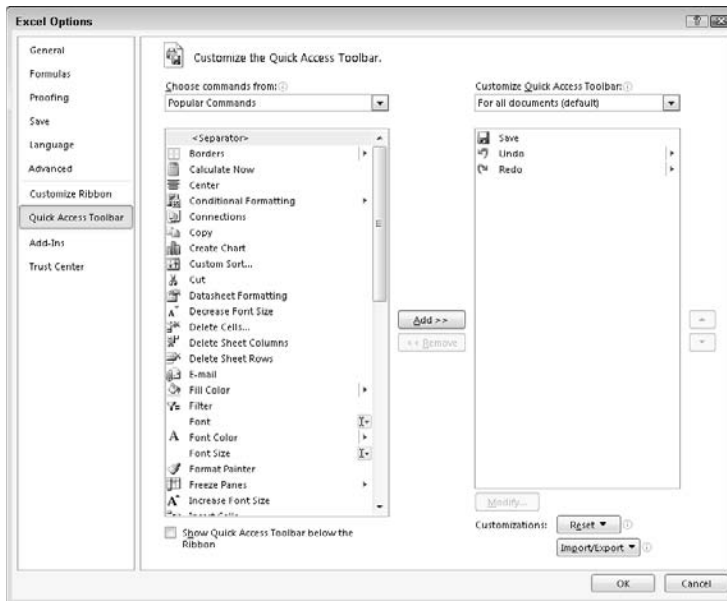 Excel Options
General
Formulas
Proofing
Save
Language
Advanced
Customize Ribbon
Quick Access Toolbar
Add-Ins
Trust Center
Customize the Quick Access Toolbar.
Choose commands from:
Popular Commands
<Separator>
Borders
Calculate Now
Center
Conditional Formatting
Connections
Copy
Create Chart
Custom Sort...
Cut
Datasheet Formatting
Decrease Font Size
Delete Cells...
Delete Sheet Columns
Delete Sheet Rows
E-mail
Fill Color
Filter
Font
Font Color
Font Size
Format Painter
Freeze Panes
Increase Font Size
Show Quick Access Toolbar below the
Ribbon
Add >>
<< Remove
Customize Quick Access Toolbar:
For all documents (default)
Save
Undo
Redo
Modify...
Customizations:
Reset
Import/Export
OK
Cancel